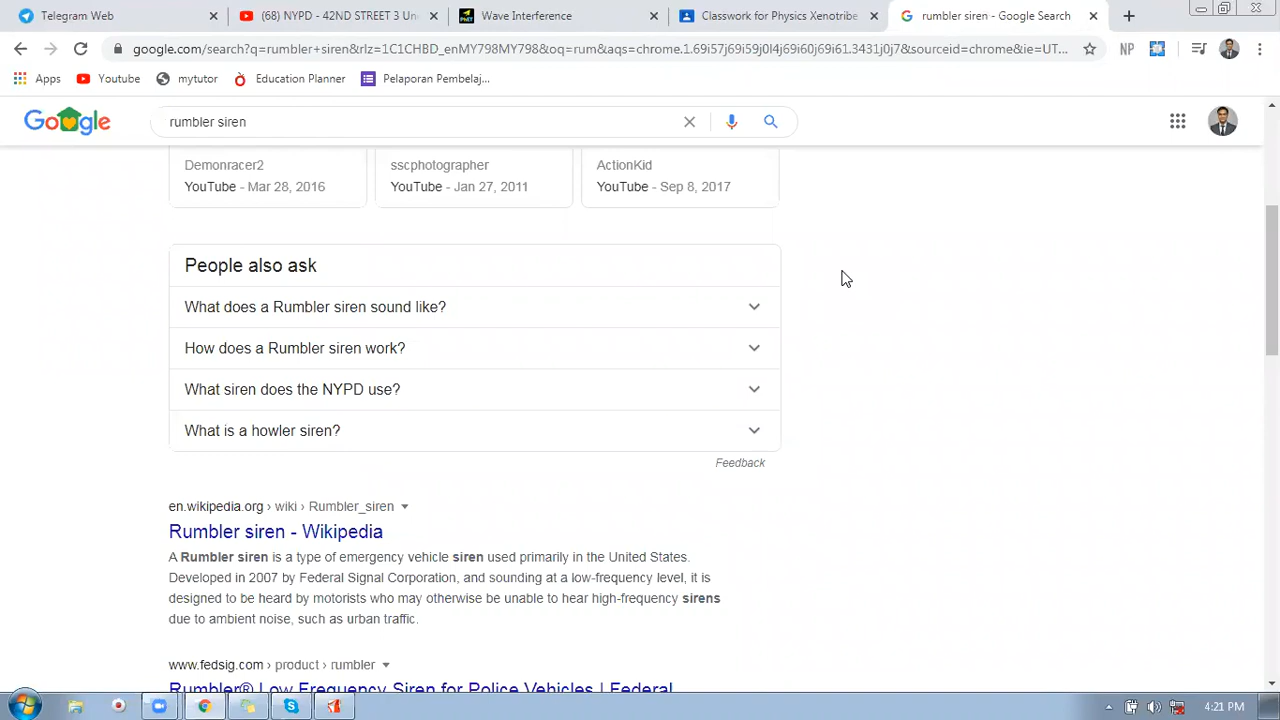 Telegram Web
(68) NYPD - 42ND STREET 3 Un
Wave Interference
Classwork for Physics Xenotribe
rumbler siren - Google Search
google.com/search?q=rumbler+siren&rlz=1C1CHBD_enMY798MY798&oq=rum&aqs=chrome.1.69i57j69i59j0l4j69i60j69i61.3431j0j7&sourceid=chrome&ie=UT...
Apps
Youtube
mytutor
Education Planner
Pelaporan Pembelaj...
Google
rumbler siren
Demonracer2
YouTube - Mar 28, 2016
sscphotographer
YouTube - Jan 27, 2011
ActionKid
YouTube - Sep 8, 2017
People also ask
What does a Rumbler siren sound like?
How does a Rumbler siren work?
What siren does the NYPD use?
What is a howler siren?
Feedback
en.wikipedia.org › wiki › Rumbler_siren
Rumbler siren - Wikipedia
A Rumbler siren is a type of emergency vehicle siren used primarily in the United States.
Developed in 2007 by Federal Signal Corporation, and sounding at a low-frequency level, it is
designed to be heard by motorists who may otherwise be unable to hear high-frequency sirens
due to ambient noise, such as urban traffic.
www.fedsig.com › product › rumbler
Rumbler® Low Frequency Siren for Police Vehicles | Federal
4:21 PM